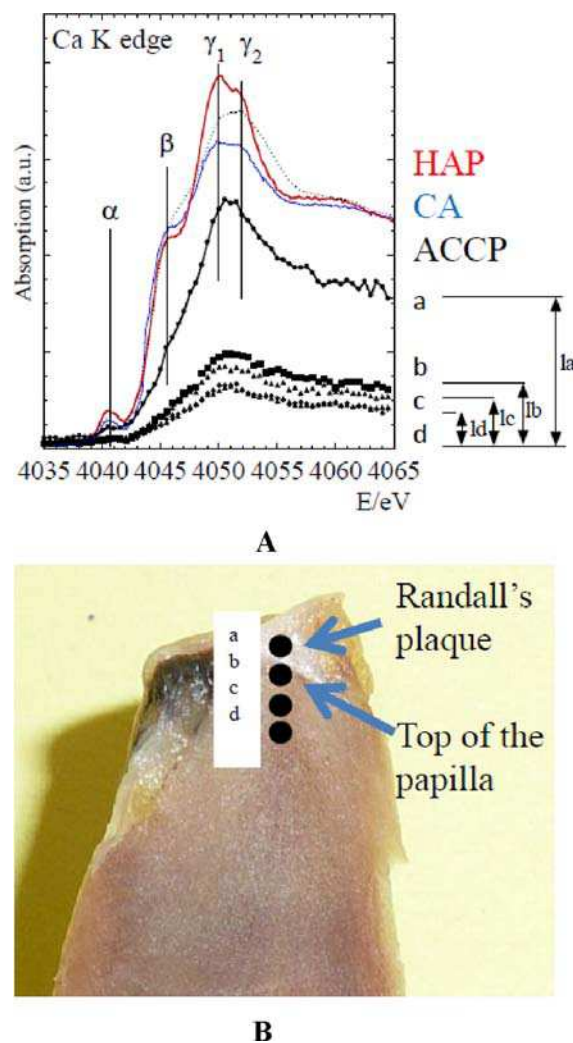 Ca K edge
γ1
γ2
β
α
Absorption (a.u.)
HAP
CA
ACCP
a
b
c
d
Ia
Ib
Ic
Id
4035 4040 4045 4050 4055 4060 4065
E/eV
A
a
b
c
d
Randall's
plaque
Top of the
papilla
B